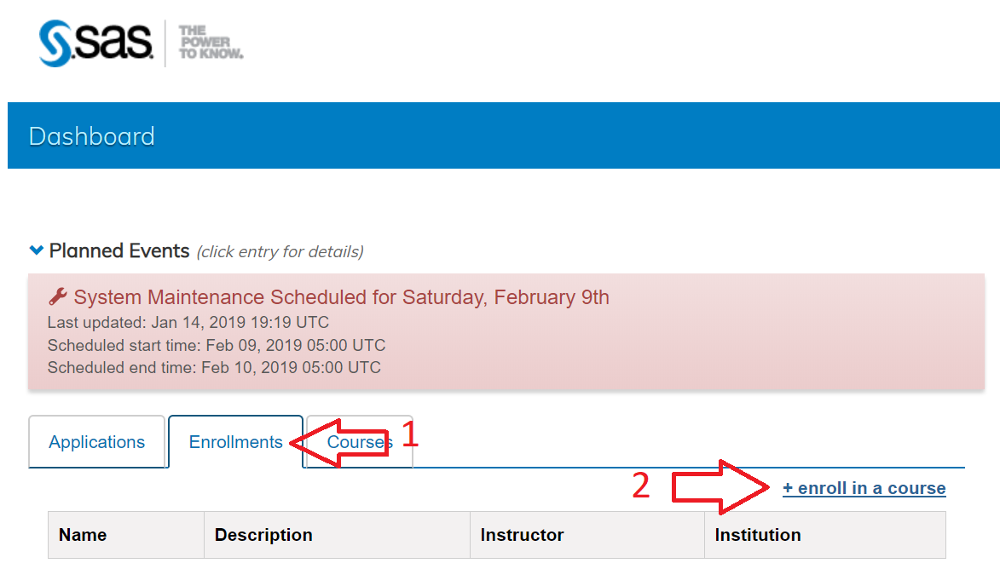 sas
THE
POWER
TO KNOW.
Dashboard
Planned Events (click entry for details)
System Maintenance Scheduled for Saturday, February 9th
Last updated: Jan 14, 2019 19:19 UTC
Scheduled start time: Feb 09, 2019 05:00 UTC
Scheduled end time: Feb 10, 2019 05:00 UTC
Applications Enrollments Courses 1
2 + enroll in a course
Name Description Instructor Institution